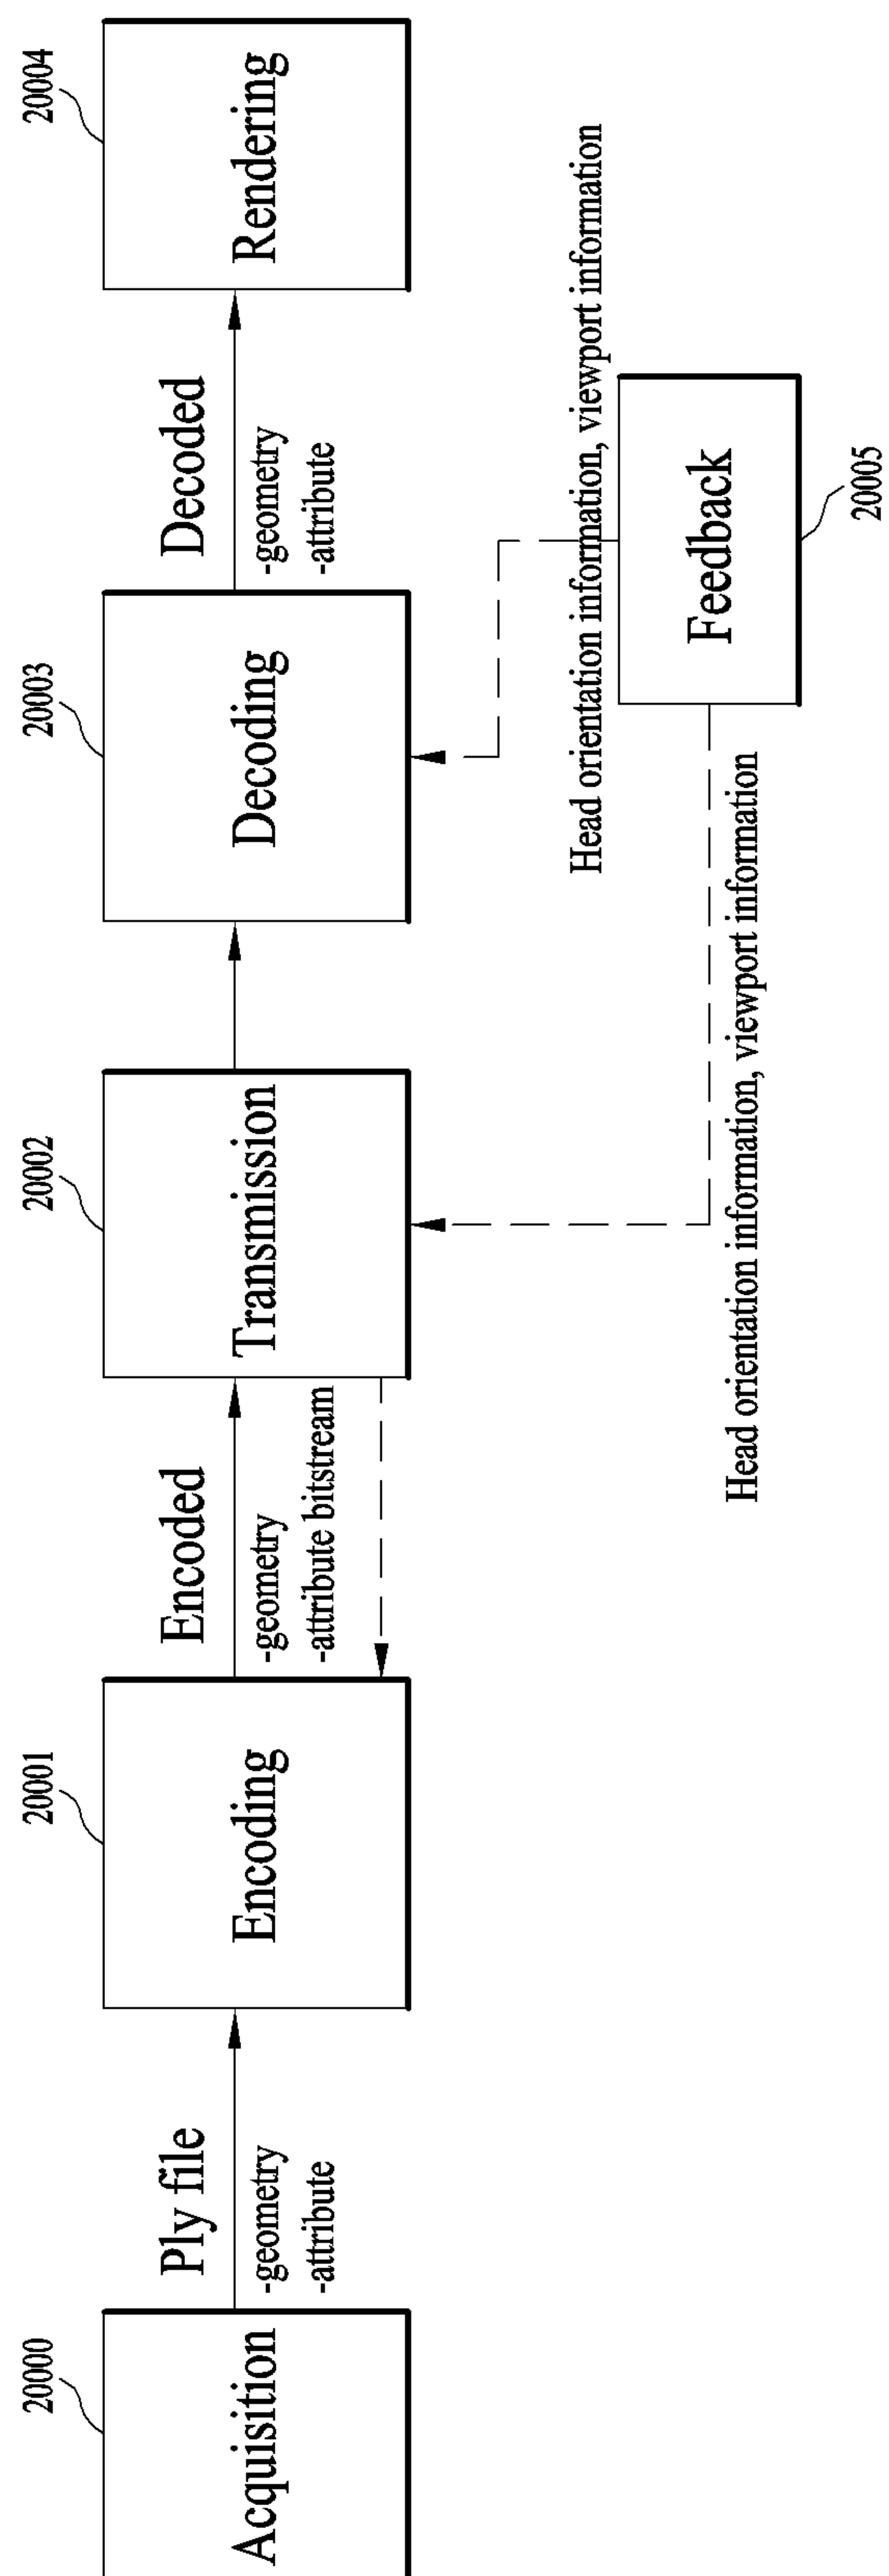 20000
Acquisition
Ply file
-geometry
-attribute
20001
Encoding
Encoded
-geometry
-attribute bitstream
20002
Transmission
20003
Decoding
Decoded
-geometry
-attribute
20004
Rendering
Head orientation information, viewport information
Feedback
20005
Head orientation information, viewport information